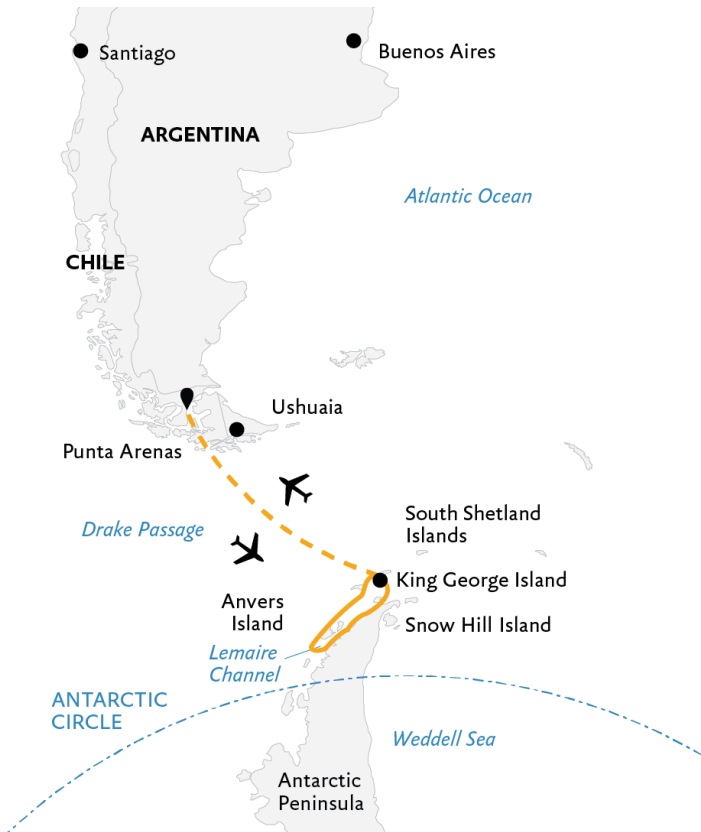 Santiago
Buenos Aires
ARGENTINA
Atlantic Ocean
CHILE
Ushuaia
Punta Arenas
Drake Passage
South Shetland
Islands
King George Island
Anvers
Island
Snow Hill Island
Lemaire
Channel
ANTARCTIC
CIRCLE
Weddell Sea
Antarctic
Peninsula